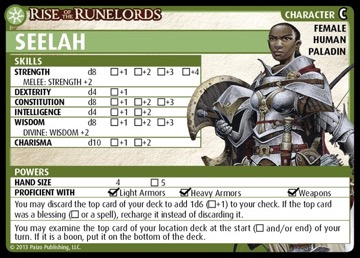 RISE OF THE RUNELORDS
CHARACTER C
SEELAH
FEMALE
HUMAN
PALADIN
SKILLS
STRENGTH d8 ☐ +1 ☐ +2 ☐ +3 ☐ +4
MELEE: STRENGTH +2
DEXTERITY d4 ☐ +1
CONSTITUTION d8 ☐ +1 ☐ +2 ☐ +3
INTELLIGENCE d4 ☐ +1 ☐ +2
WISDOM d8 ☐ +1 ☐ +2 ☐ +3
DIVINE: WISDOM +2
CHARISMA d10 ☐ +1 ☐ +2 ☐ +3
POWERS
HAND SIZE 4 ☐ 5
PROFICIENT WITH ☑ Light Armors ☑ Heavy Armors ☑ Weapons
You may discard the top card of your deck to add 1d6 (☐ +1) to your check. If the top card
was a blessing (☐ or a spell), recharge it instead of discarding it.
You may examine the top card of your location deck at the start (☐ and/or end) of your
turn. If it is a boon, put it on the bottom of the deck.
© 2013 Paizo Publishing, LLC.